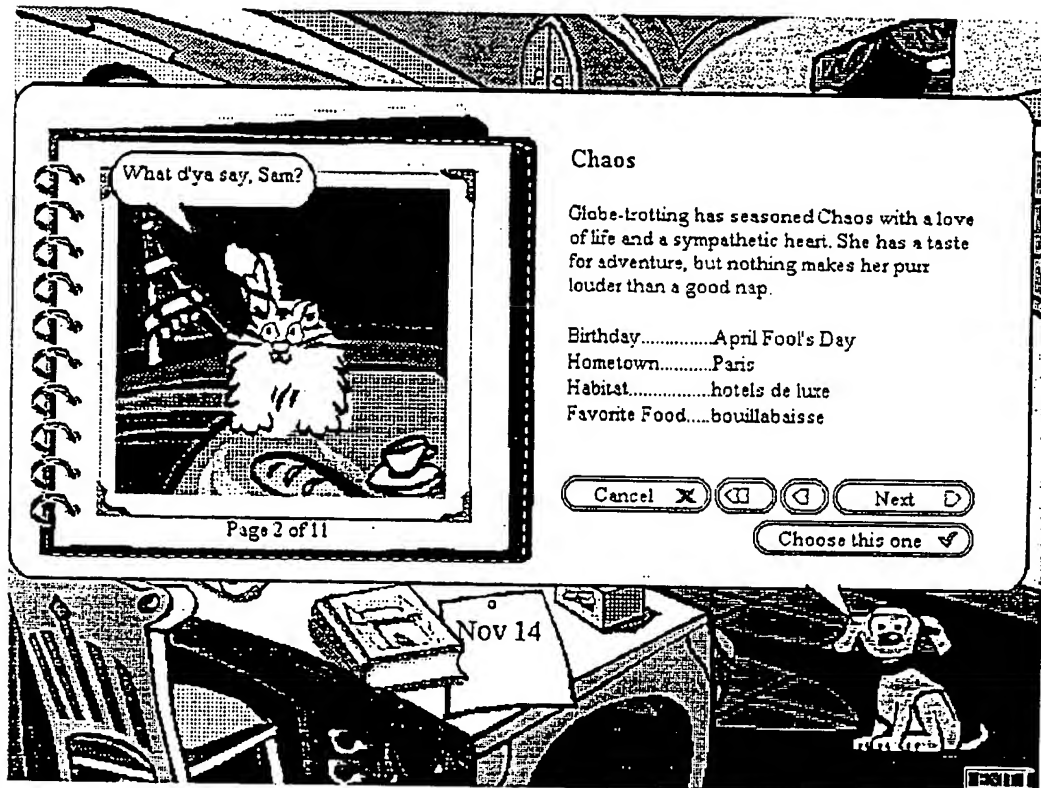 What d'ya say, Sam?
Page 2 of 11
Chaos
Globe-trotting has seasoned Chaos with a love
of life and a sympathetic heart. She has a taste
for adventure, but nothing makes her purr
louder than a good nap.
Birthday...............April Fool's Day
Hometown...........Paris
Habitat.................hotels de luxe
Favorite Food.....bouillabaisse
Cancel
Next
Choose this one
Nov 14
EXIT